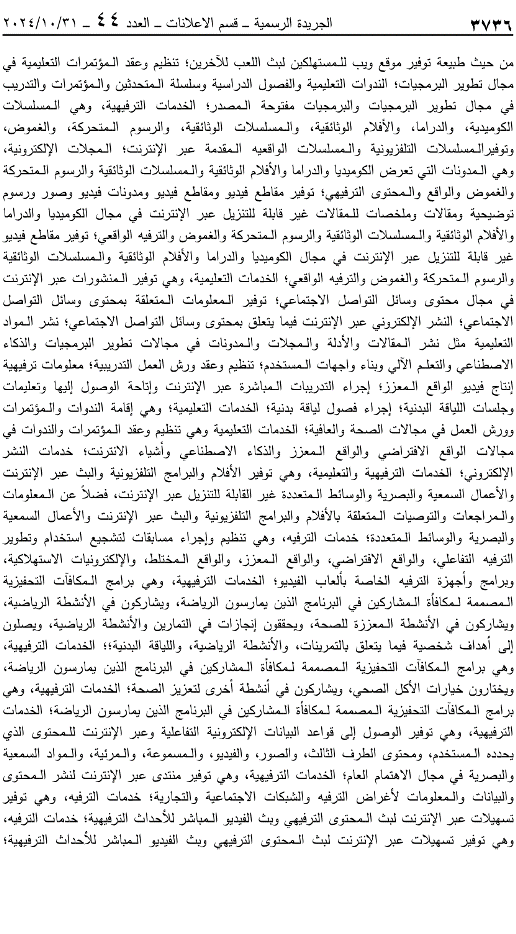 ٣٧٣٦ الجريدة الرسمية – قسم الاعلانات – العدد ٤٤ – ٢٠٢٤/١٠/٣١
من حيث طبيعة توفير موقع ويب للمستهلكين لبث اللعب للآخرين؛ تنظيم وعقد المؤتمرات التعليمية في
مجال تطوير البرمجيات؛ الندوات التعليمية والفصول الدراسية وسلسلة المتحدثين والمؤتمرات والتدريب
في مجال تطوير البرمجيات والبرمجيات مفتوحة المصدر؛ الخدمات الترفيهية، وهي المسلسلات
الكوميدية، والدراما، والأفلام الوثائقية، والمسلسلات الوثائقية، والرسوم المتحركة، والغموض،
وتوفيرالمسلسلات التلفزيونية والمسلسلات الواقعيه المقدمة عبر الإنترنت؛ المجلات الإلكترونية،
وهي المدونات التي تعرض الكوميديا والدراما والأفلام الوثائقية والمسلسلات الوثائقية والرسوم المتحركة
والغموض والواقع والمحتوى الترفيهي؛ توفير مقاطع فيديو ومقاطع فيديو ومدونات فيديو وصور ورسوم
توضيحية ومقالات وملخصات للمقالات غير قابلة للتنزيل عبر الإنترنت في مجال الكوميديا والدراما
والأفلام الوثائقية والمسلسلات الوثائقية والرسوم المتحركة والغموض والترفيه الواقعي؛ توفير مقاطع فيديو
غير قابلة للتنزيل عبر الإنترنت في مجال الكوميديا والدراما والأفلام الوثائقية والمسلسلات الوثائقية
والرسوم المتحركة والغموض والترفيه الواقعي؛ الخدمات التعليمية، وهي توفير المنشورات عبر الإنترنت
في مجال محتوى وسائل التواصل الاجتماعي؛ توفير المعلومات المتعلقة بمحتوى وسائل التواصل
الاجتماعي؛ النشر الإلكتروني عبر الإنترنت فيما يتعلق بمحتوى وسائل التواصل الاجتماعي؛ نشر المواد
التعليمية مثل نشر المقالات والأدلة والمجلات والمدونات في مجالات تطوير البرمجيات والذكاء
الاصطناعي والتعلم الآلي وبناء واجهات المستخدم؛ تنظيم وعقد ورش العمل التدريبية؛ معلومات ترفيهية
إنتاج فيديو الواقع المعزز؛ إجراء التدريبات المباشرة عبر الإنترنت وإتاحة الوصول إليها وتعليمات
وجلسات اللياقة البدنية؛ إجراء فصول لياقة بدنية؛ الخدمات التعليمية؛ وهي إقامة الندوات والمؤتمرات
وورش العمل في مجالات الصحة والعافية؛ الخدمات التعليمية وهي تنظيم وعقد المؤتمرات والندوات في
مجالات الواقع الافتراضي والواقع المعزز والذكاء الاصطناعي وأشياء الانترنت؛ خدمات النشر
الإلكتروني؛ الخدمات الترفيهية والتعليمية، وهي توفير الأفلام والبرامج التلفزيونية والبث عبر الإنترنت
والأعمال السمعية والبصرية والوسائط المتعددة غير القابلة للتنزيل عبر الإنترنت، فضلاً عن المعلومات
والمراجعات والتوصيات المتعلقة بالأفلام والبرامج التلفزيونية والبث عبر الإنترنت والأعمال السمعية
والبصرية والوسائط المتعددة؛ خدمات الترفيه، وهي تنظيم وإجراء مسابقات لتشجيع استخدام وتطوير
الترفيه التفاعلي، والواقع الاقتراضي، والواقع المعزز، والواقع المختلط، والإلكترونيات الاستهلاكية،
وبرامج وأجهزة الترفيه الخاصة بألعاب الفيديو؛ الخدمات الترفيهية، وهي برامج المكافآت التحفيزية
المصممة لمكافأة المشاركين في البرنامج الذين يمارسون الرياضة، ويشاركون في الأنشطة الرياضية،
ويشاركون في الأنشطة المعززة للصحة، ويحققون إنجازات في التمارين والأنشطة الرياضية، ويصلون
إلى أهداف شخصية فيما يتعلق بالتمرينات، والأنشطة الرياضية، واللياقة البدنية؛؛ الخدمات الترفيهية،
وهي برامج المكافآت التحفيزية المصممة لمكافأة المشاركين في البرنامج الذين يمارسون الرياضة،
ويختارون خيارات الأكل الصحي، ويشاركون في أنشطة أخرى لتعزيز الصحة؛ الخدمات الترفيهية، وهي
برامج المكافآت التحفيزية المصممة لمكافأة المشاركين في البرنامج الذين يمارسون الرياضة؛ الخدمات
الترفيهية، وهي توفير الوصول إلى قواعد البيانات الإلكترونية التفاعلية وعبر الإنترنت للمحتوى الذي
يحدده المستخدم، ومحتوى الطرف الثالث، والصور، والفيديو، والمسموعة، والمرئية، والمواد السمعية
والبصرية في مجال الاهتمام العام؛ الخدمات الترفيهية، وهي توفير منتدى عبر الإنترنت لنشر المحتوى
والبيانات والمعلومات لأغراض الترفيه والشبكات الاجتماعية والتجارية؛ خدمات الترفيه، وهي توفير
تسهيلات عبر الإنترنت لبث المحتوى الترفيهي وبث الفيديو المباشر للأحداث الترفيهية؛ خدمات الترفيه،
وهي توفير تسهيلات عبر الإنترنت لبث المحتوى الترفيهي وبث الفيديو المباشر للأحداث الترفيهية؛